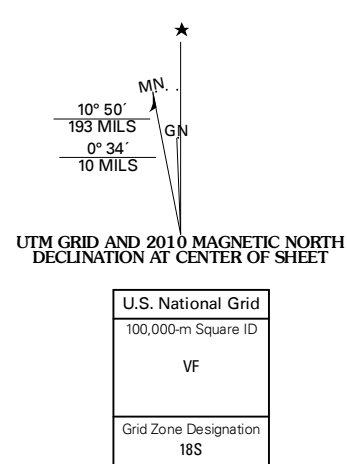 MN
10° 50´
193 MILS
GN
0° 34´
10 MILS
UTM GRID AND 2010 MAGNETIC NORTH
DECLINATION AT CENTER OF SHEET
U.S. National Grid
100,000-m Square ID
VF
Grid Zone Designation
18S